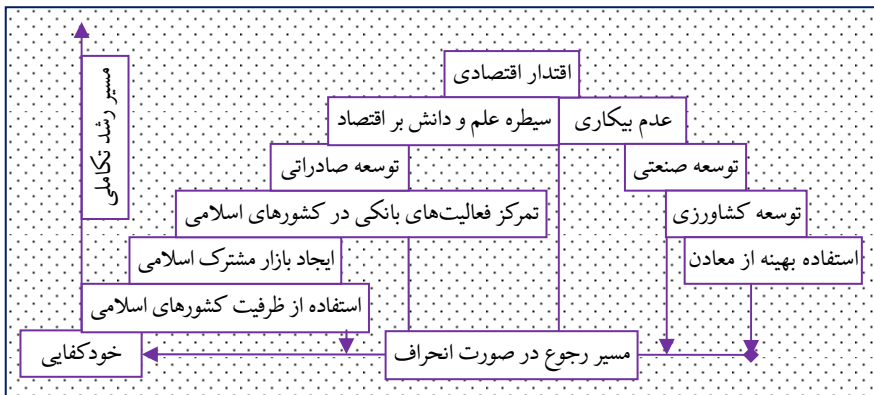 اقتدار اقتصادی
مسیر رشد تکاملی
عدم بیکاری
سیطره علم و دانش بر اقتصاد
توسعه صنعتی
توسعه صادراتی
توسعه کشاورزی
تمرکز فعالیت‌های بانکی در کشورهای اسلامی
استفاده بهینه از معادن
ایجاد بازار مشترک اسلامی
استفاده از ظرفیت کشورهای اسلامی
مسیر رجوع در صورت انحراف
خودکفایی